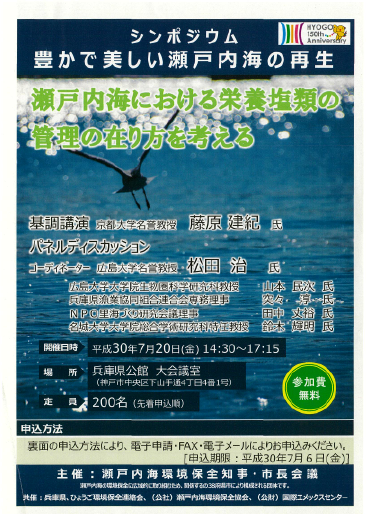 HYOGO
150th
Anniversary
シンポジウム
豊かで美しい瀬戸内海の再生
瀬戸内海における栄養塩類の
管理の在り方を考える
基調講演 京都大学名誉教授 藤原 建紀 氏
パネルディスカッション
コーディネーター 広島大学名誉教授 松田 治 氏
広島大学大学院生物圏科学研究科教授 山本 民次 氏
兵庫県漁業協同組合連合会専務理事 突々 淳 氏
NPO里海づくり研究会議理事 田中 丈裕 氏
名城大学大学院総合学術研究科特任教授 鈴木 輝明 氏
開催日時 平成30年7月20日(金) 14:30~17:15
場 所 兵庫県公館 大会議室
(神戸市中央区下山手通4丁目4番1号)
定 員 200名 (先着申込順)
参加費
無料
申込方法
裏面の申込方法により、電子申請・FAX・電子メールによりお申込みください。
[申込期限:平成30年7月6日(金)]
主催:瀬戸内海環境保全知事・市長会議
共催:兵庫県、ひょうご環境保全連絡会、(公社)瀬戸内海環境保全協会、(公財)国際エメックスセンター